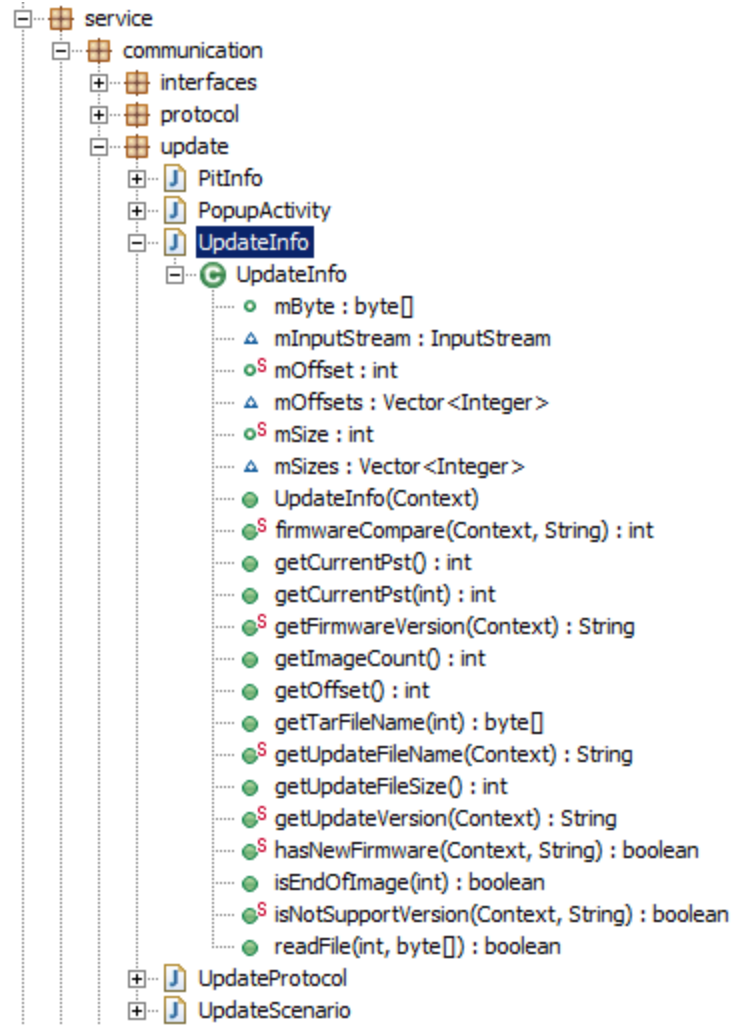 service
communication
interfaces
protocol
update
J PitInfo
J PopupActivity
J UpdateInfo
C UpdateInfo
mByte : byte[]
mInputStream : InputStream
S mOffset : int
mOffsets : Vector<Integer>
S mSize : int
mSizes : Vector<Integer>
UpdateInfo(Context)
S firmwareCompare(Context, String) : int
getCurrentPst() : int
getCurrentPst(int) : int
S getFirmwareVersion(Context) : String
getImageCount() : int
getOffset() : int
getTarFileName(int) : byte[]
S getUpdateFileName(Context) : String
getUpdateFileSize() : int
S getUpdateVersion(Context) : String
S hasNewFirmware(Context, String) : boolean
isEndOfImage(int) : boolean
S isNotSupportVersion(Context, String) : boolean
readFile(int, byte[]) : boolean
J UpdateProtocol
J UpdateScenario